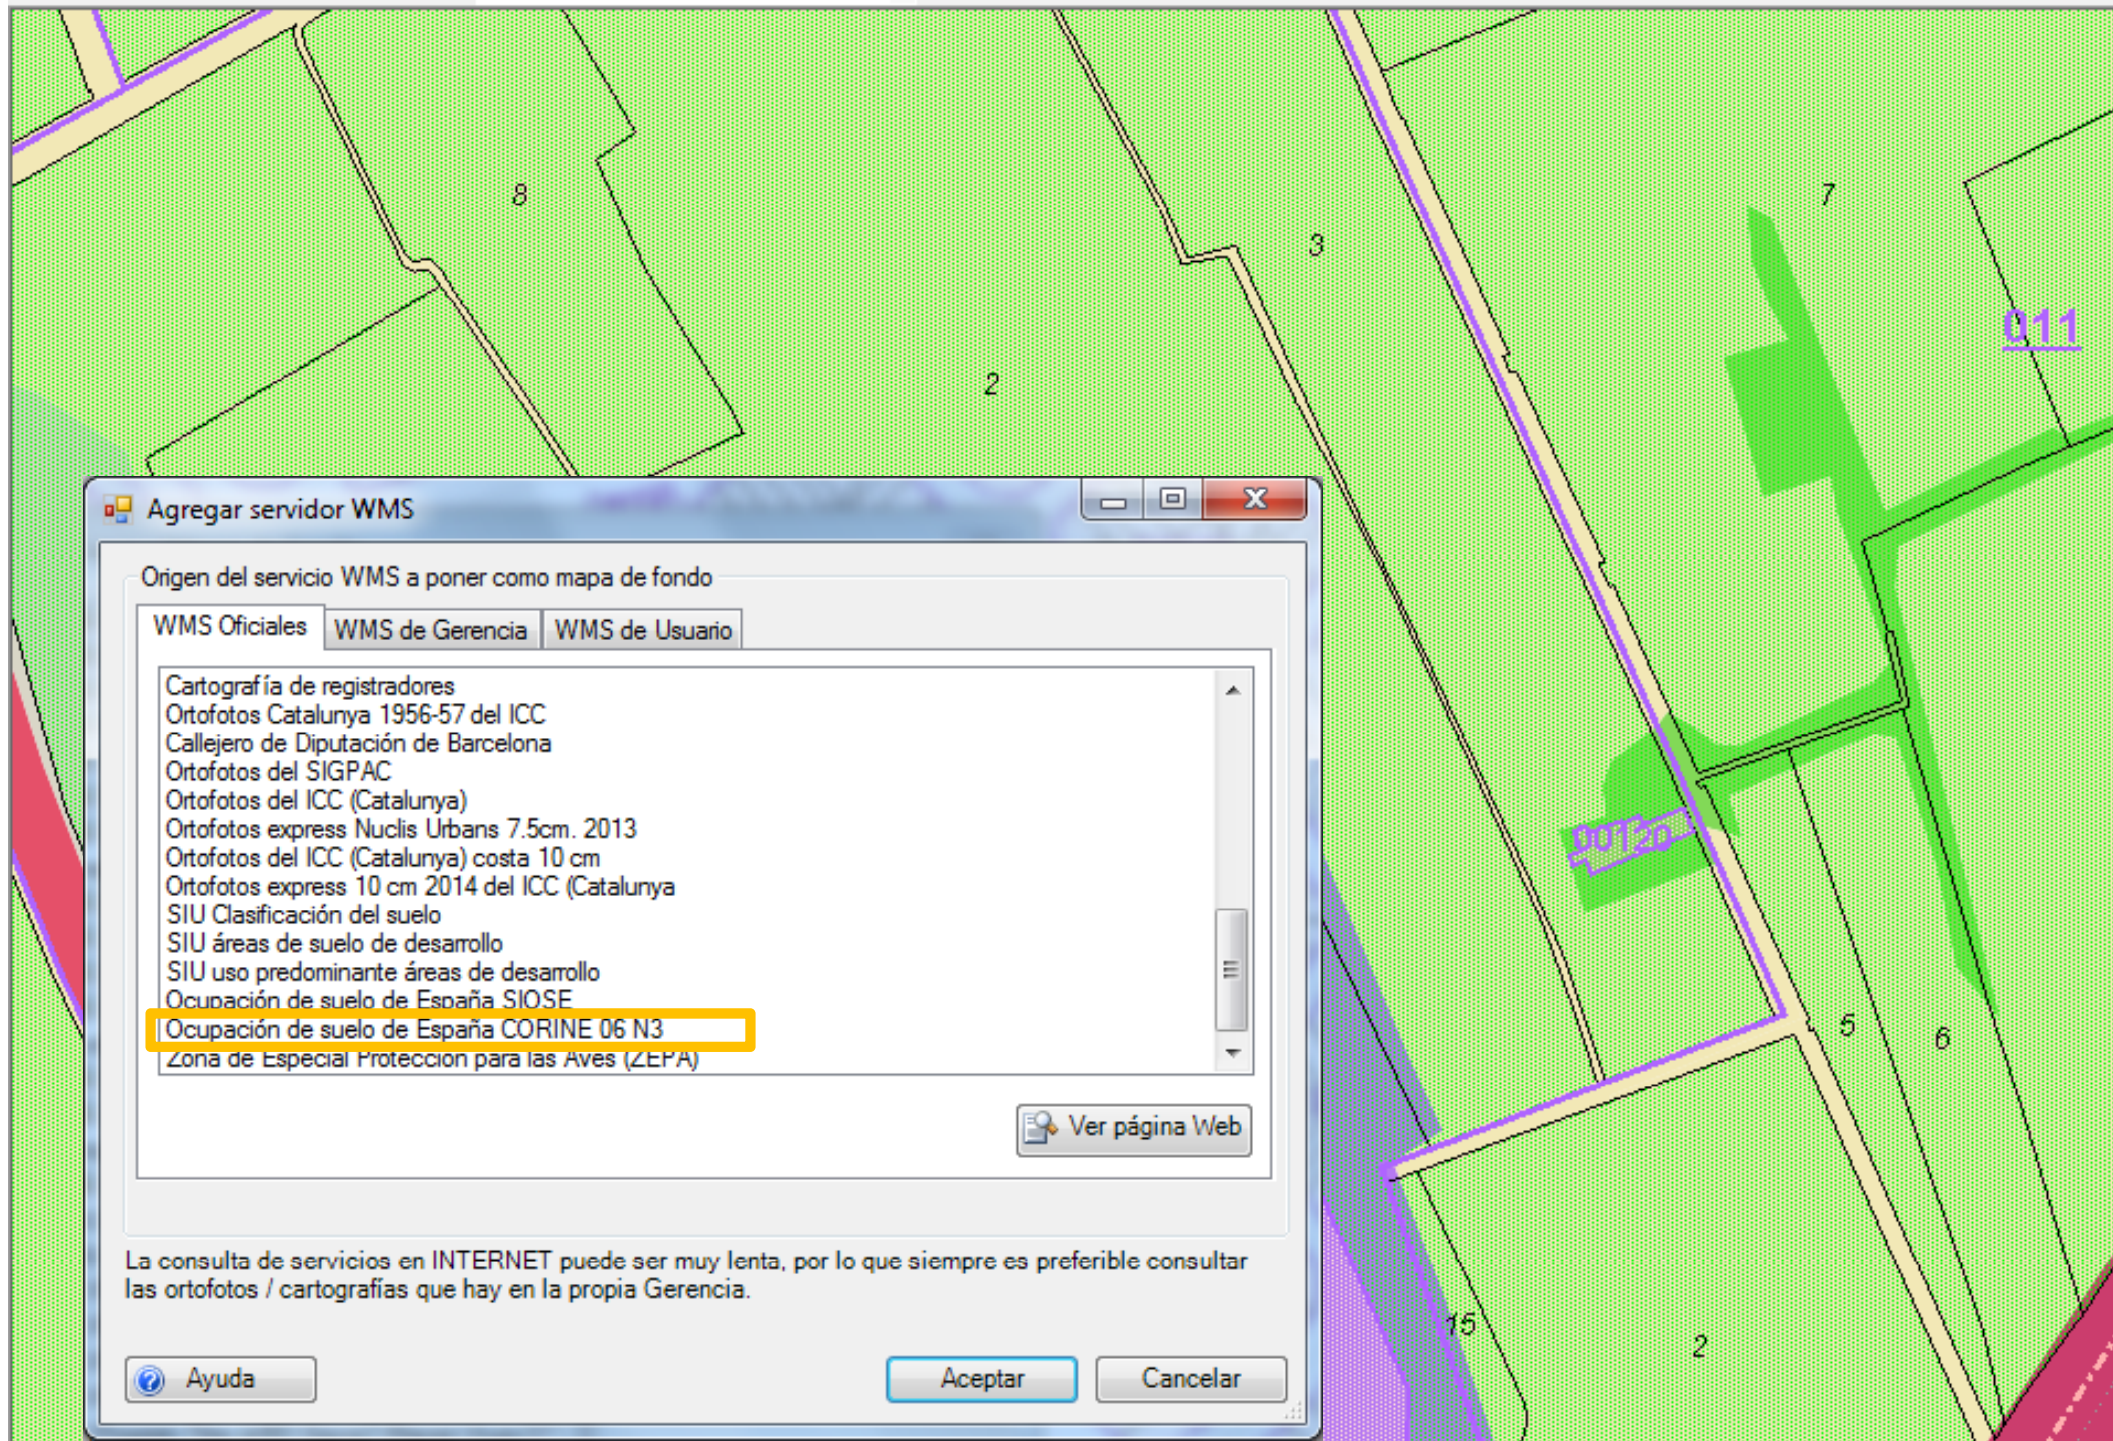 8
7
3
011
2
Agregar servidor WMS
Origen del servicio WMS a poner como mapa de fondo
WMS Oficiales
WMS de Gerencia
WMS de Usuario
Cartografía de registradores
Ortofotos Catalunya 1956-57 del ICC
Callejero de Diputación de Barcelona
Ortofotos del SIGPAC
Ortofotos del ICC (Catalunya)
Ortofotos express Nuclis Urbans 7.5cm. 2013
Ortofotos del ICC (Catalunya) costa 10 cm
Ortofotos express 10 cm 2014 del ICC (Catalunya
SIU Clasificación del suelo
SIU áreas de suelo de desarrollo
SIU uso predominante áreas de desarrollo
Ocupación de suelo de España SIOSE
Ocupación de suelo de España CORINE 06 N3
Zona de Especial Protección para las Aves (ZEPA)
Ver página Web
La consulta de servicios en INTERNET puede ser muy lenta, por lo que siempre es preferible consultar
las ortofotos / cartografías que hay en la propia Gerencia.
Ayuda
Aceptar
Cancelar
00120
5
6
15
2